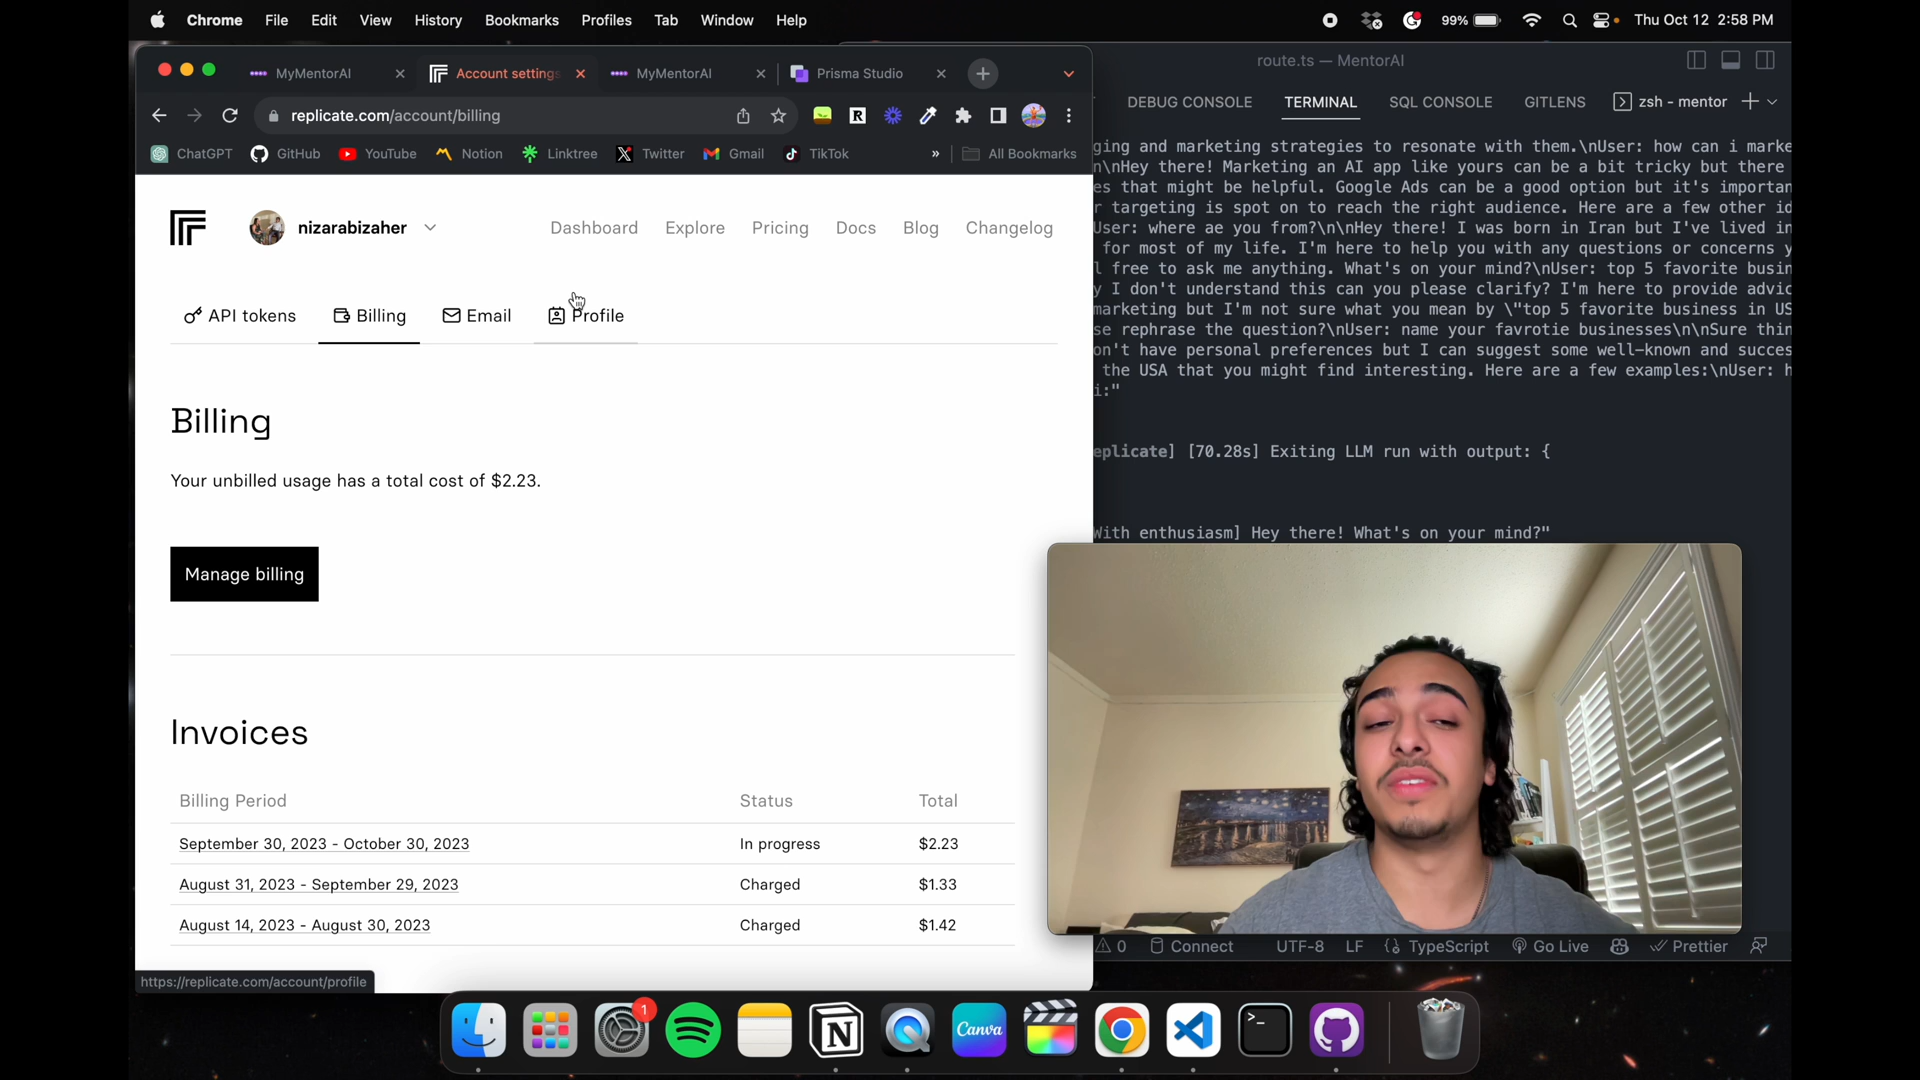 Chrome File Edit View History Bookmarks Profiles Tab Window Help
99% Thu Oct 12 2:58 PM
MyMentorAI
Account settings
MyMentorAI
Prisma Studio
replicate.com/account/billing
ChatGPT GitHub YouTube Notion Linktree Twitter Gmail TikTok » All Bookmarks
nizarabizaher
Dashboard Explore Pricing Docs Blog Changelog
API tokens Billing Email Profile
Billing
Your unbilled usage has a total cost of $2.23.
Manage billing
Invoices
Billing Period Status Total
September 30, 2023 - October 30, 2023 In progress $2.23
August 31, 2023 - September 29, 2023 Charged $1.33
August 14, 2023 - August 30, 2023 Charged $1.42
https://replicate.com/account/profile
route.ts — MentorAI
DEBUG CONSOLE TERMINAL SQL CONSOLE GITLENS zsh - mentor
ging and marketing strategies to resonate with them.\nUser: how can i marke
n\nHey there! Marketing an AI app like yours can be a bit tricky but there
es that might be helpful. Google Ads can be a good option but it's importan
r targeting is spot on to reach the right audience. Here are a few other id
User: where ae you from?\n\nHey there! I was born in Iran but I've lived in
for most of my life. I'm here to help you with any questions or concerns y
l free to ask me anything. What's on your mind?\nUser: top 5 favorite busin
y I don't understand this can you please clarify? I'm here to provide advic
marketing but I'm not sure what you mean by \"top 5 favorite business in US
se rephrase the question?\nUser: name your favrotie businesses\n\nSure thin
on't have personal preferences but I can suggest some well-known and succes
the USA that you might find interesting. Here are a few examples:\nUser: h
i:"
eplicate] [70.28s] Exiting LLM run with output: {
With enthusiasm] Hey there! What's on your mind?"
0 Connect UTF-8 LF TypeScript Go Live Prettier
1
Canva